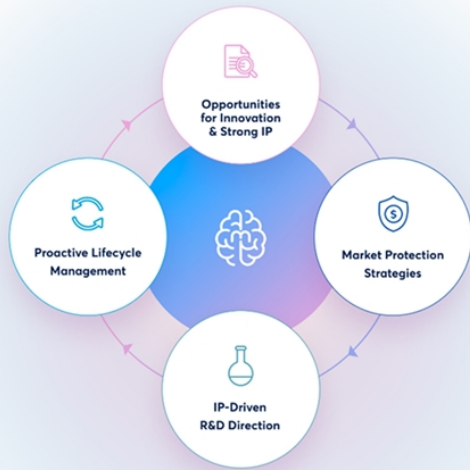 Opportunities
for Innovation
& Strong IP
Proactive Lifecycle
Management
$
Market Protection
Strategies
IP-Driven
R&D Direction